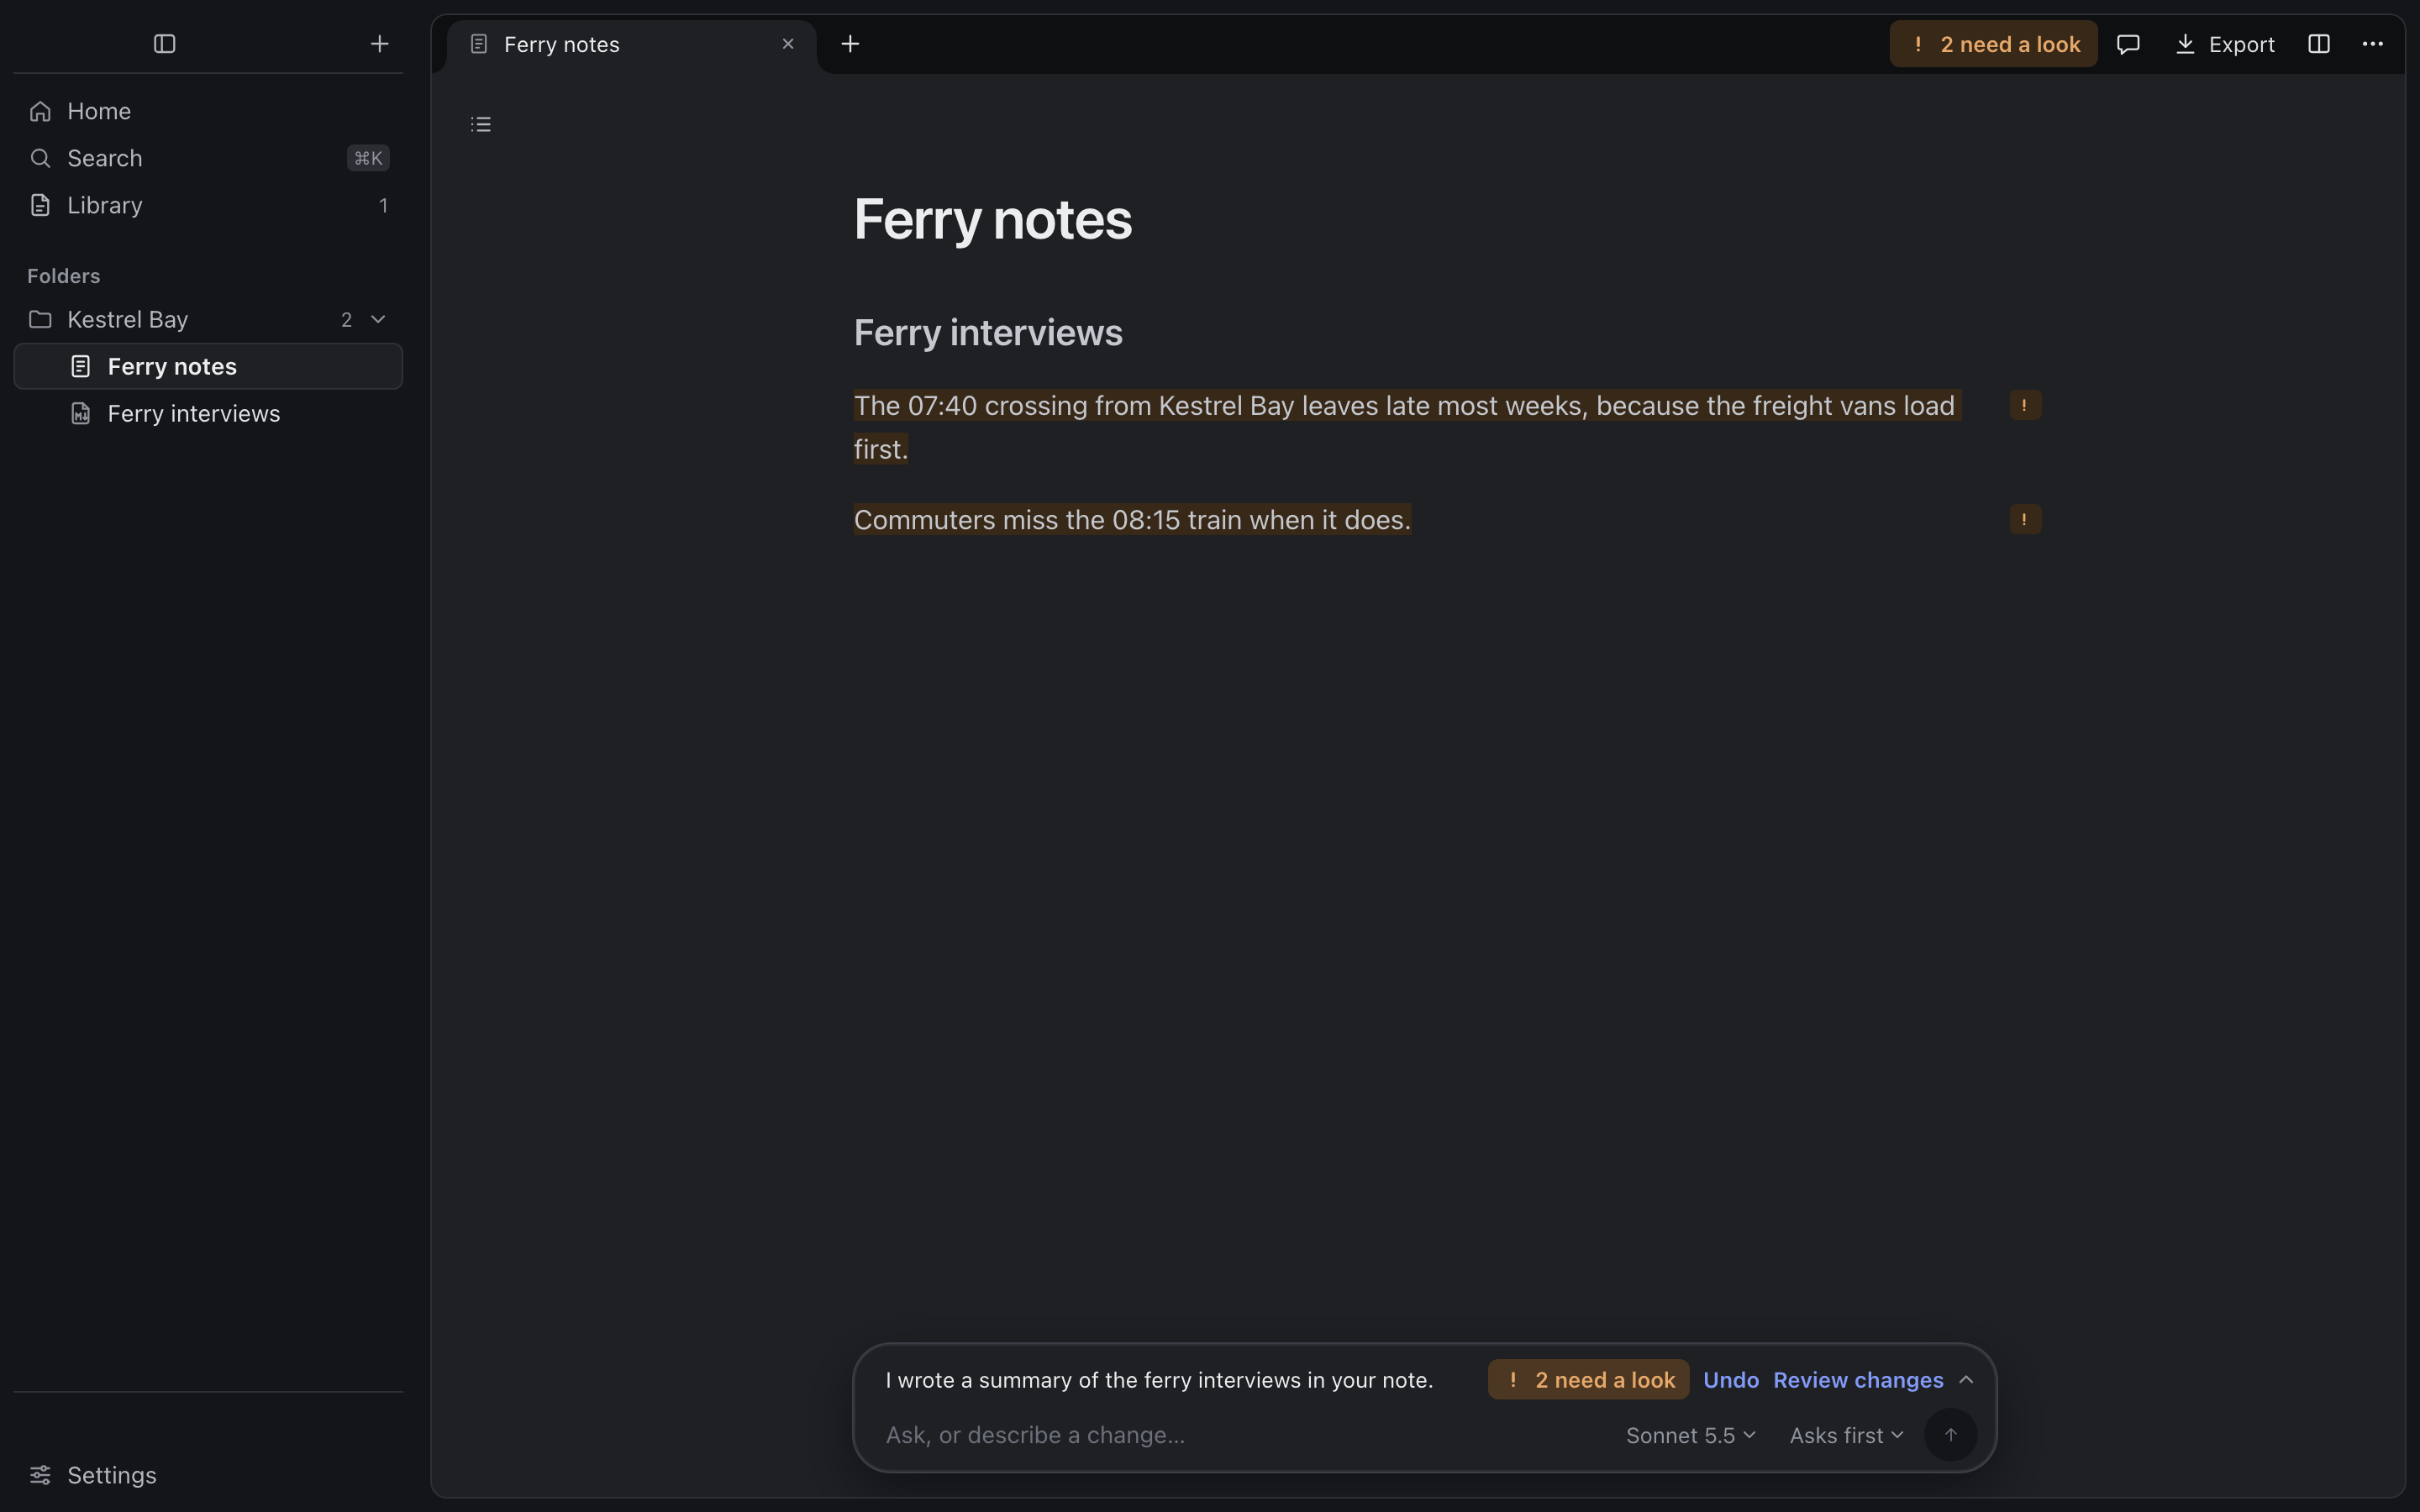 Home
Search ⌘K
Library 1
Folders
Kestrel Bay 2
Ferry notes
Ferry interviews
Settings
Ferry notes
! 2 need a look
Export
Ferry notes
Ferry interviews
The 07:40 crossing from Kestrel Bay leaves late most weeks, because the freight vans load !
first.
Commuters miss the 08:15 train when it does. !
I wrote a summary of the ferry interviews in your note. ! 2 need a look Undo Review changes
Ask, or describe a change... Sonnet 5.5 Asks first